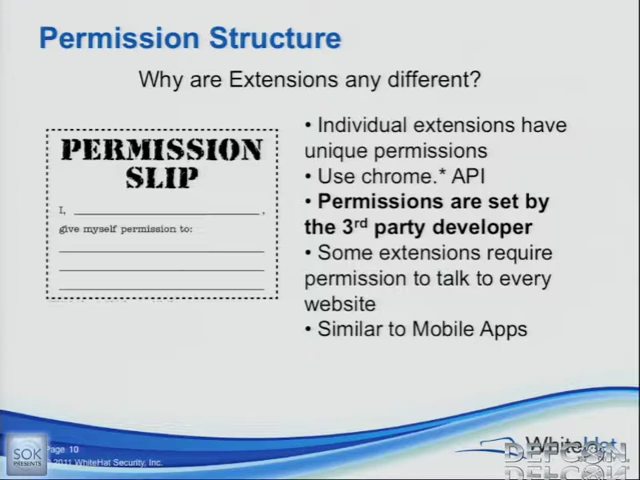 Permission Structure
Why are Extensions any different?
PERMISSION
SLIP
I, ,
give myself permission to:
• Individual extensions have
unique permissions
• Use chrome.* API
• Permissions are set by
the 3rd party developer
• Some extensions require
permission to talk to every
website
• Similar to Mobile Apps
Page 10
© 2011 WhiteHat Security, Inc.
SOK
PRESENTS
WhiteHat
DEFCON